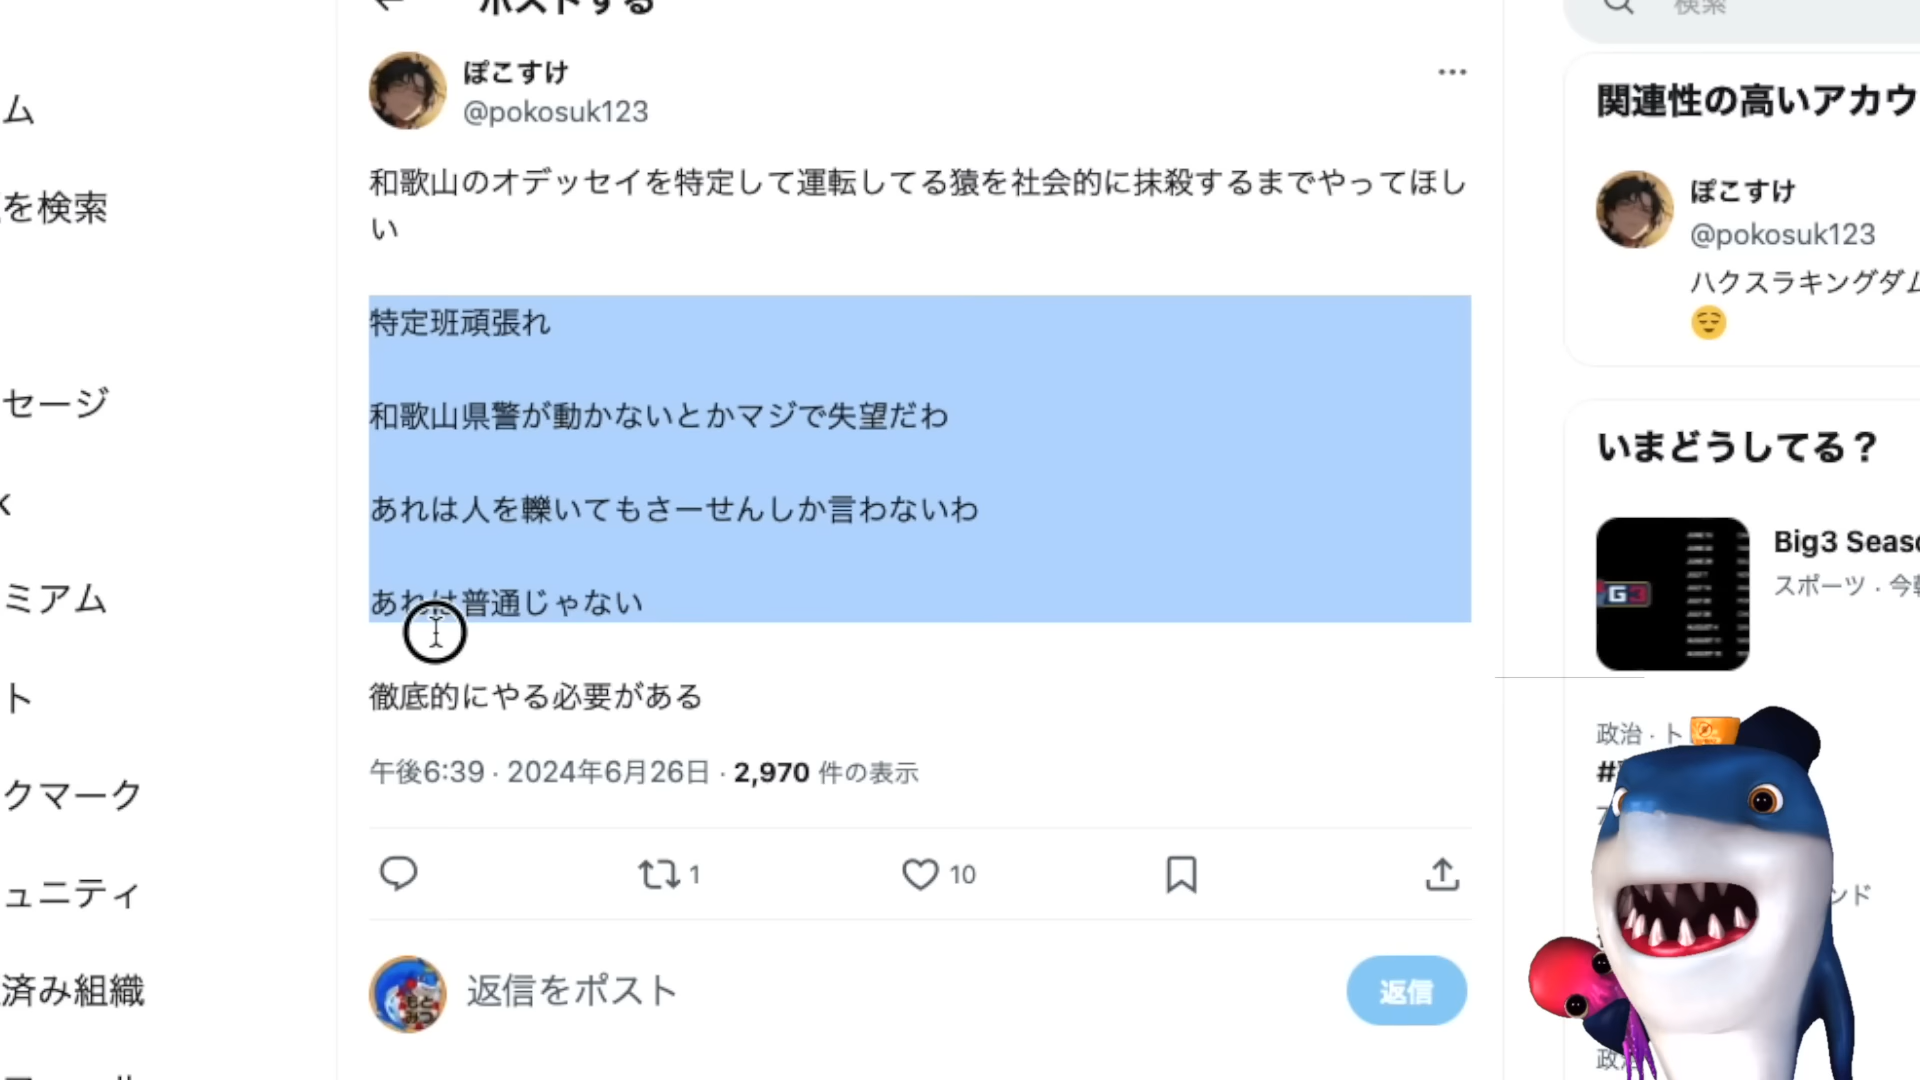 ポストする
検索
ぽこすけ
@pokosuk123
和歌山のオデッセイを特定して運転してる猿を社会的に抹殺するまでやってほし
い
特定班頑張れ
和歌山県警が動かないとかマジで失望だわ
あれは人を轢いてもさーせんしか言わないわ
あれは普通じゃない
徹底的にやる必要がある
午後6:39 · 2024年6月26日 · 2,970 件の表示
1
10
返信をポスト
返信
ム
を検索
セージ
ミアム
ト
クマーク
ュニティ
済み組織
関連性の高いアカウ
ぽこすけ
@pokosuk123
ハクスラキングダム
いまどうしてる？
G3
Big3 Seaso
スポーツ · 今
政治 · ト
#
ンド